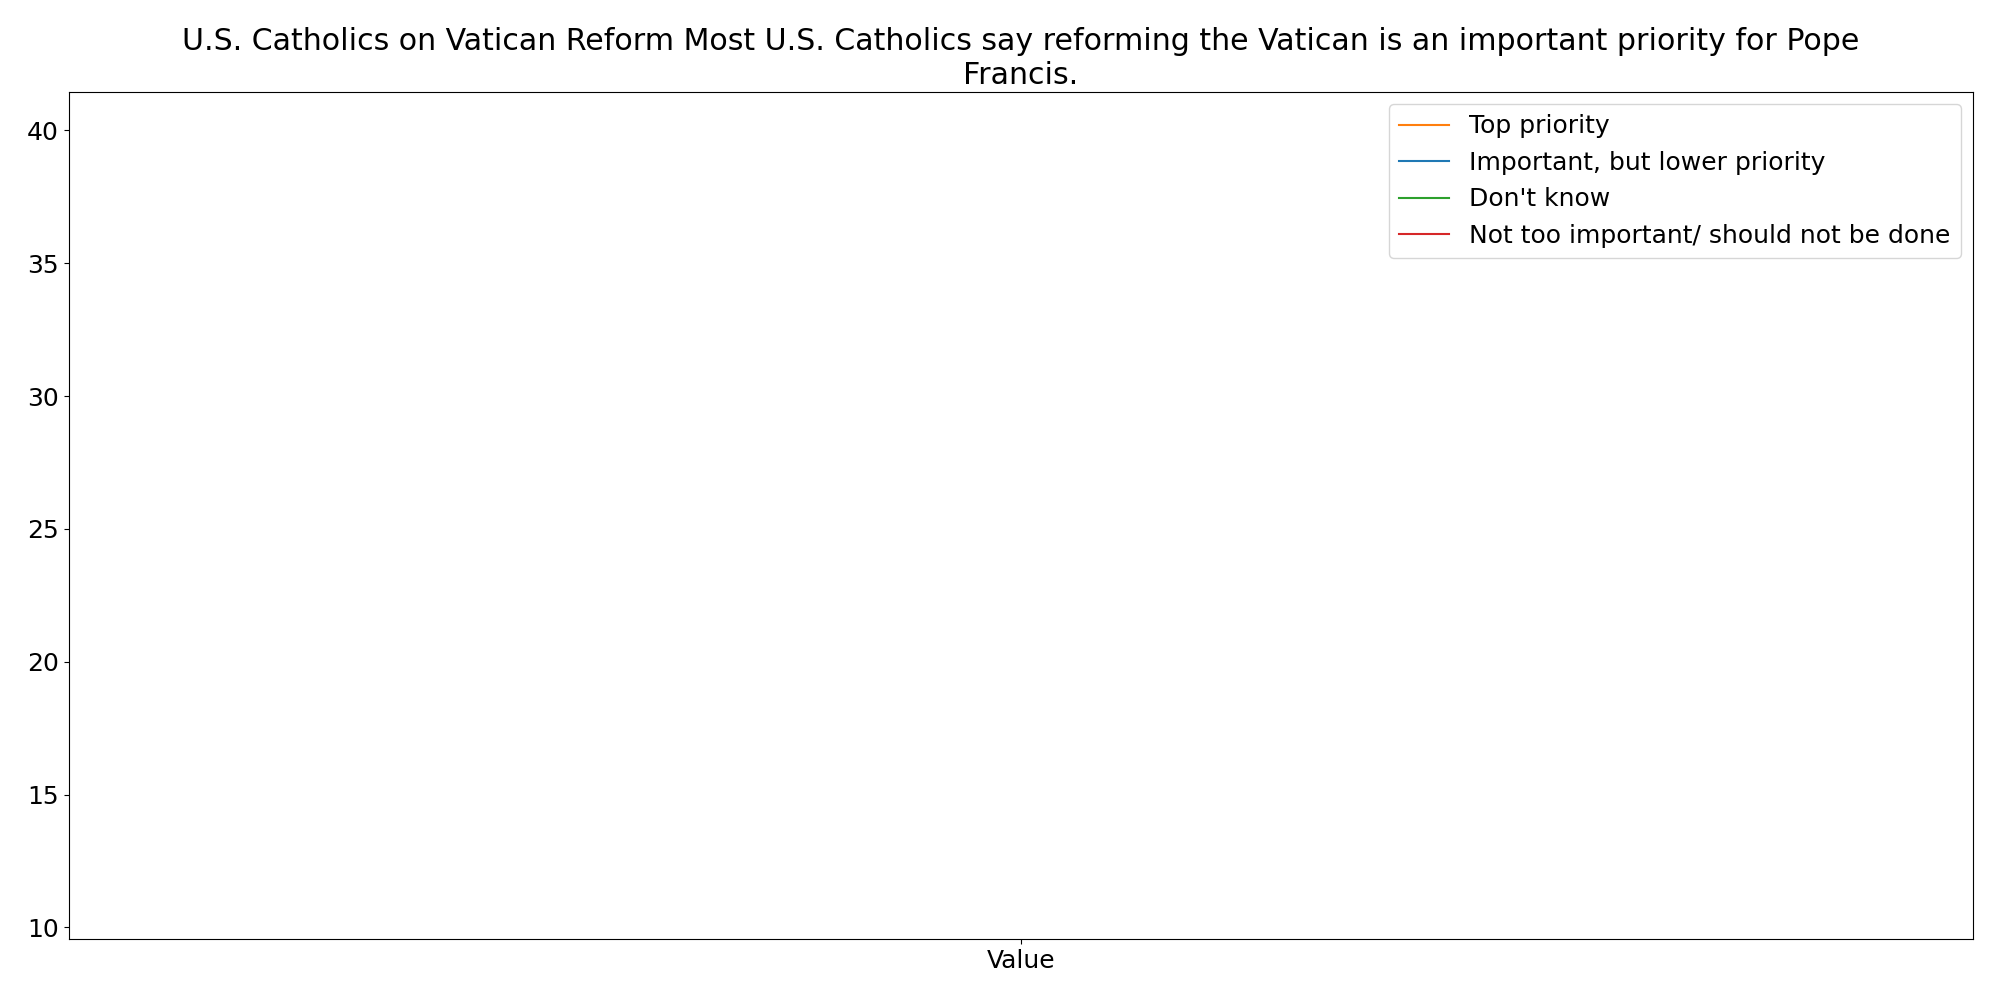 U.S. Catholics on Vatican Reform Most U.S. Catholics say reforming the Vatican is an important priority for Pope
Francis.
Top priority
Important, but lower priority
Don't know
Not too important/ should not be done
40
35
30
25
20
15
10
Value